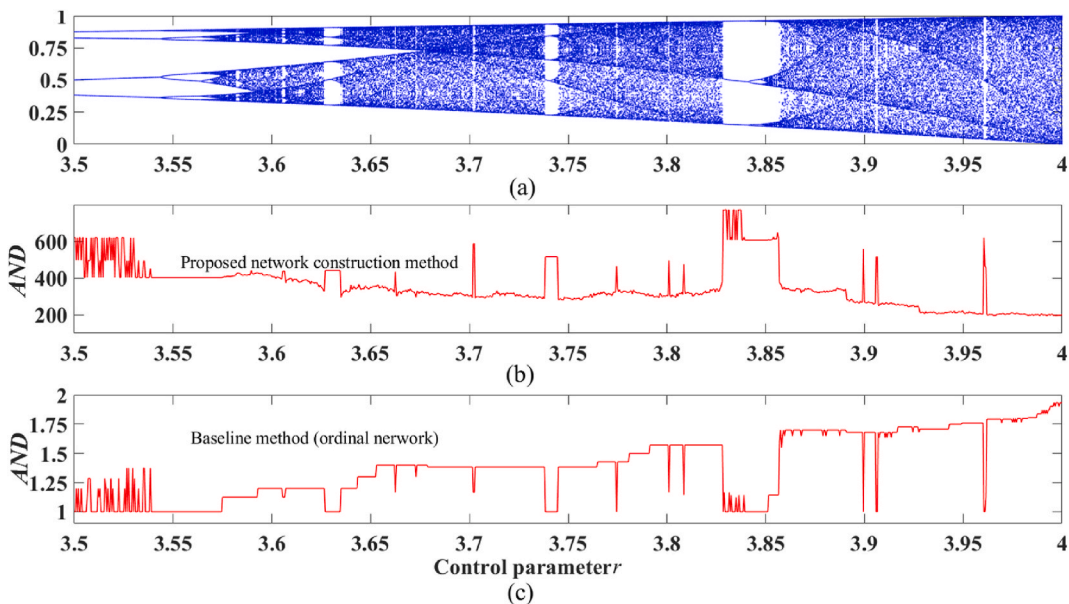 1
0.75
0.5
0.25
0
3.5 3.55 3.6 3.65 3.7 3.75 3.8 3.85 3.9 3.95 4
(a)
AND
600
400
200
Proposed network construction method
3.5 3.55 3.6 3.65 3.7 3.75 3.8 3.85 3.9 3.95 4
(b)
AND
2
1.75
1.5
1.25
1
Baseline method (ordinal nerwork)
3.5 3.55 3.6 3.65 3.7 3.75 3.8 3.85 3.9 3.95 4
Control parameterr
(c)